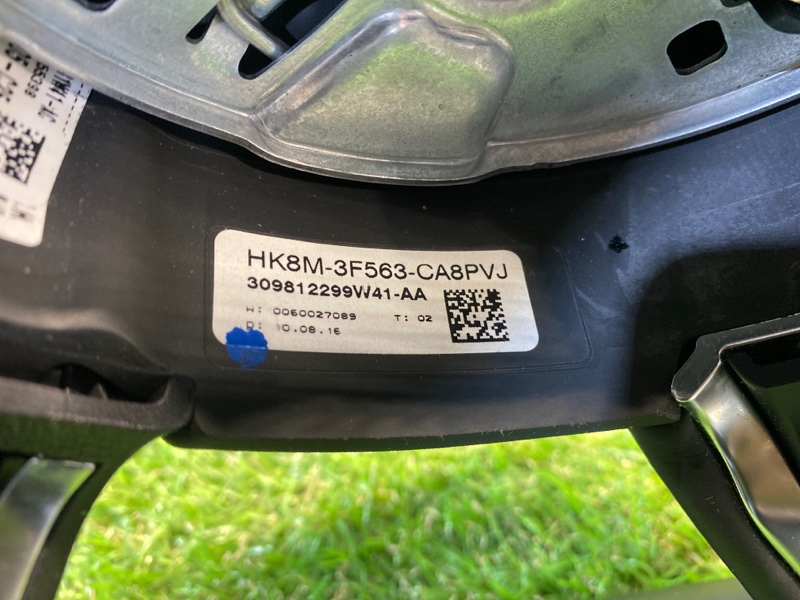 HK8M-3F563-CA8PVJ
309812299W41-AA
W: 0060027089 T: 02
D: 10.08.16